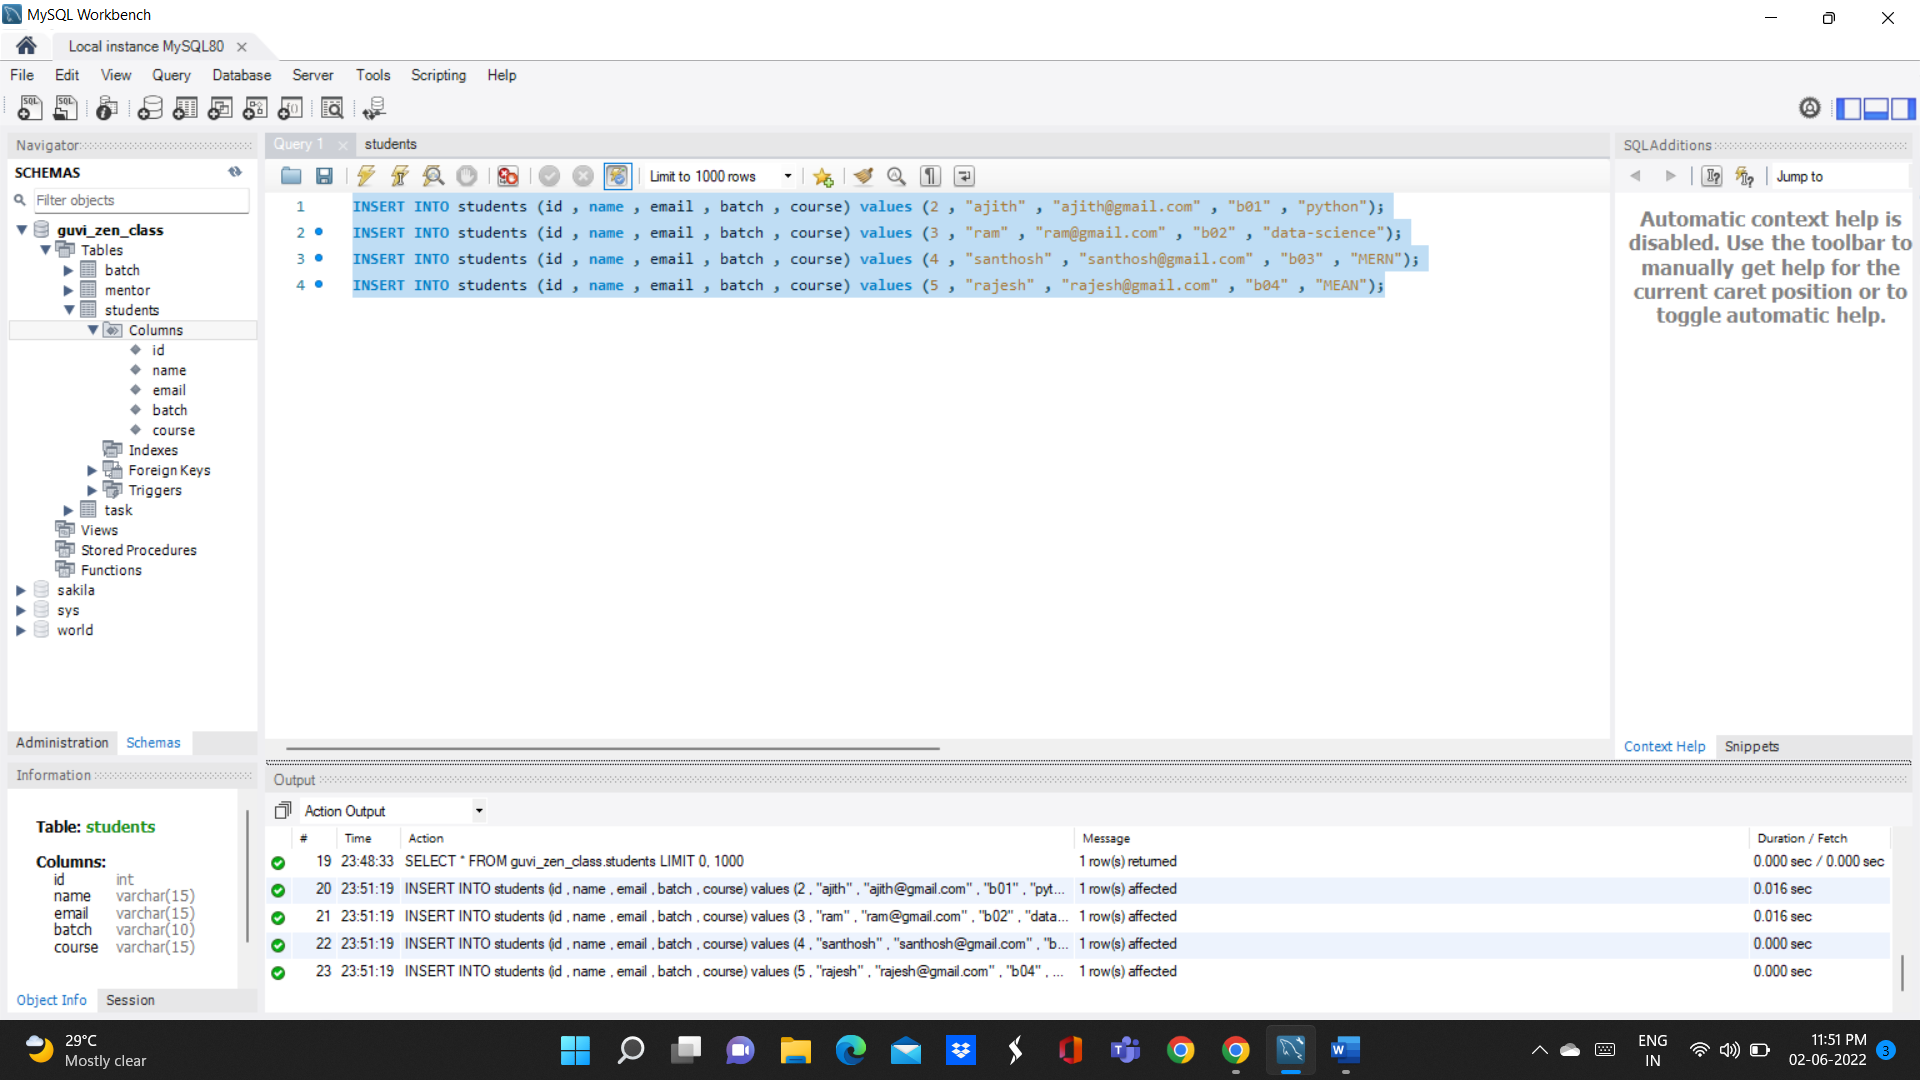 MySQL Workbench
Local instance MySQL80
File Edit View Query Database Server Tools Scripting Help
Navigator
SCHEMAS
Filter objects
guvi_zen_class
Tables
batch
mentor
students
Columns
id
name
email
batch
course
Indexes
Foreign Keys
Triggers
task
Views
Stored Procedures
Functions
sakila
sys
world
Administration Schemas
Information
Table: students
Columns:
id int
name varchar(15)
email varchar(15)
batch varchar(10)
course varchar(15)
Object Info Session
Query 1 students
Limit to 1000 rows
1 INSERT INTO students (id , name , email , batch , course) values (2 , "ajith" , "ajith@gmail.com" , "b01" , "python");
2 INSERT INTO students (id , name , email , batch , course) values (3 , "ram" , "ram@gmail.com" , "b02" , "data-science");
3 INSERT INTO students (id , name , email , batch , course) values (4 , "santhosh" , "santhosh@gmail.com" , "b03" , "MERN");
4 INSERT INTO students (id , name , email , batch , course) values (5 , "rajesh" , "rajesh@gmail.com" , "b04" , "MEAN");
SQLAdditions
Jump to
Automatic context help is
disabled. Use the toolbar to
manually get help for the
current caret position or to
toggle automatic help.
Context Help Snippets
Output
Action Output
# Time Action Message Duration / Fetch
19 23:48:33 SELECT * FROM guvi_zen_class.students LIMIT 0, 1000 1 row(s) returned 0.000 sec / 0.000 sec
20 23:51:19 INSERT INTO students (id , name , email , batch , course) values (2 , "ajith" , "ajith@gmail.com" , "b01" , "pyt... 1 row(s) affected 0.016 sec
21 23:51:19 INSERT INTO students (id , name , email , batch , course) values (3 , "ram" , "ram@gmail.com" , "b02" , "data... 1 row(s) affected 0.016 sec
22 23:51:19 INSERT INTO students (id , name , email , batch , course) values (4 , "santhosh" , "santhosh@gmail.com" , "b... 1 row(s) affected 0.000 sec
23 23:51:19 INSERT INTO students (id , name , email , batch , course) values (5 , "rajesh" , "rajesh@gmail.com" , "b04" , ... 1 row(s) affected 0.000 sec
29°C
Mostly clear
ENG
IN
11:51 PM
02-06-2022
3